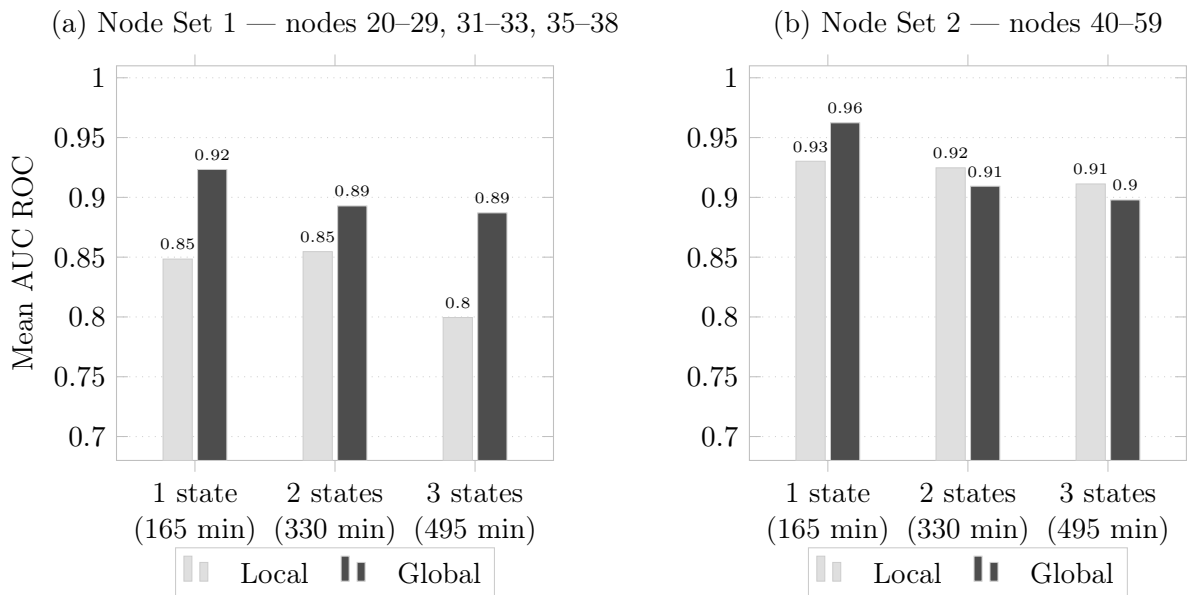 (a) Node Set 1 — nodes 20–29, 31–33, 35–38
Mean AUC ROC
1
0.95
0.9
0.85
0.8
0.75
0.7
0.85
0.92
0.85
0.89
0.8
0.89
1 state
(165 min)
2 states
(330 min)
3 states
(495 min)
Local Global
(b) Node Set 2 — nodes 40–59
1
0.95
0.9
0.85
0.8
0.75
0.7
0.93
0.96
0.92
0.91
0.91
0.9
1 state
(165 min)
2 states
(330 min)
3 states
(495 min)
Local Global